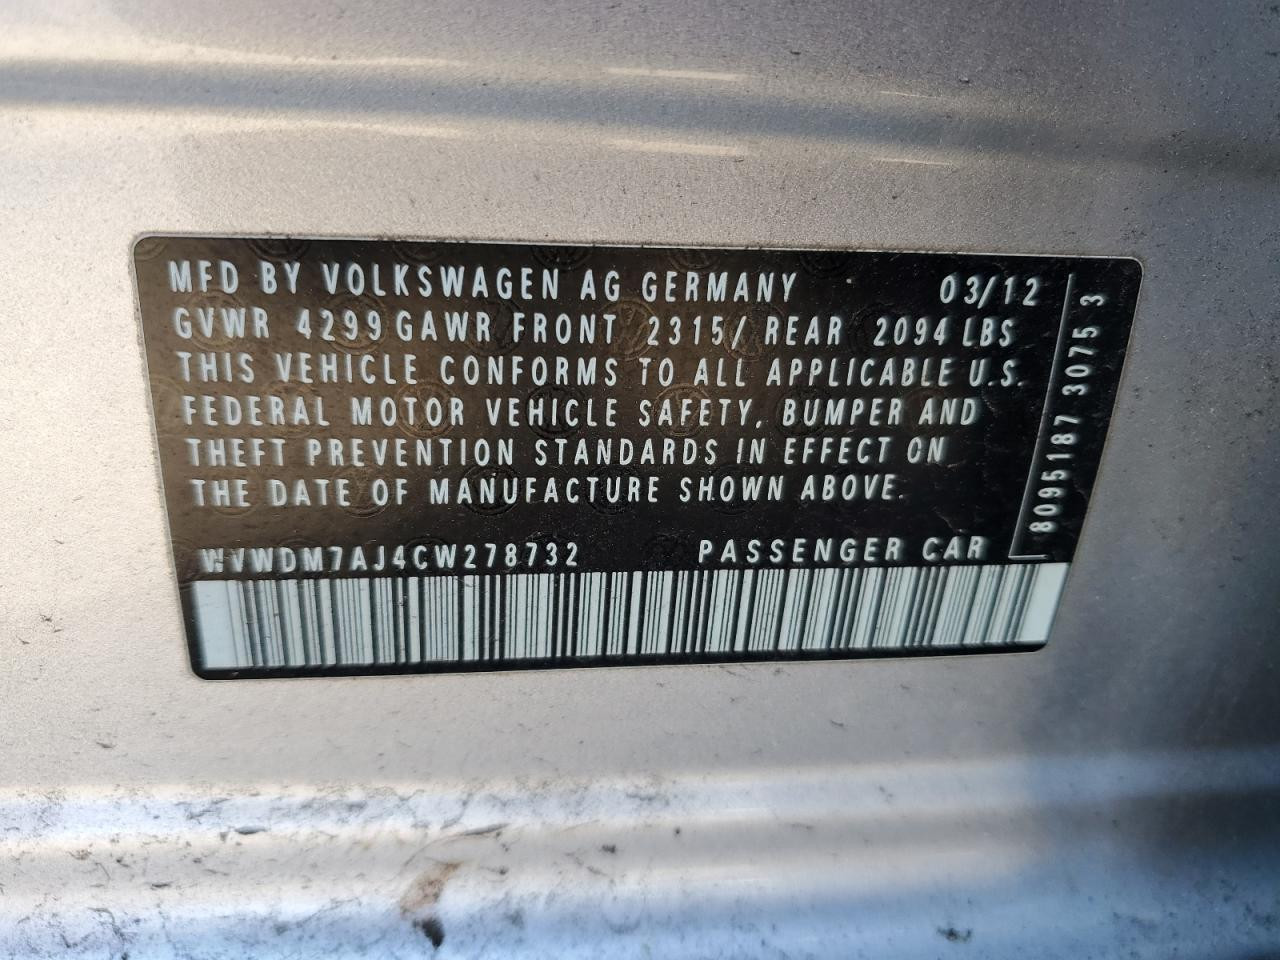 MFD BY VOLKSWAGEN AG GERMANY 03/12
GVWR 4299 GAWR FRONT 2315/ REAR 2094 LBS
THIS VEHICLE CONFORMS TO ALL APPLICABLE U.S.
FEDERAL MOTOR VEHICLE SAFETY, BUMPER AND
THEFT PREVENTION STANDARDS IN EFFECT ON
THE DATE OF MANUFACTURE SHOWN ABOVE.
WVWDM7AJ4CW278732 PASSENGER CAR
8095187 3075 3